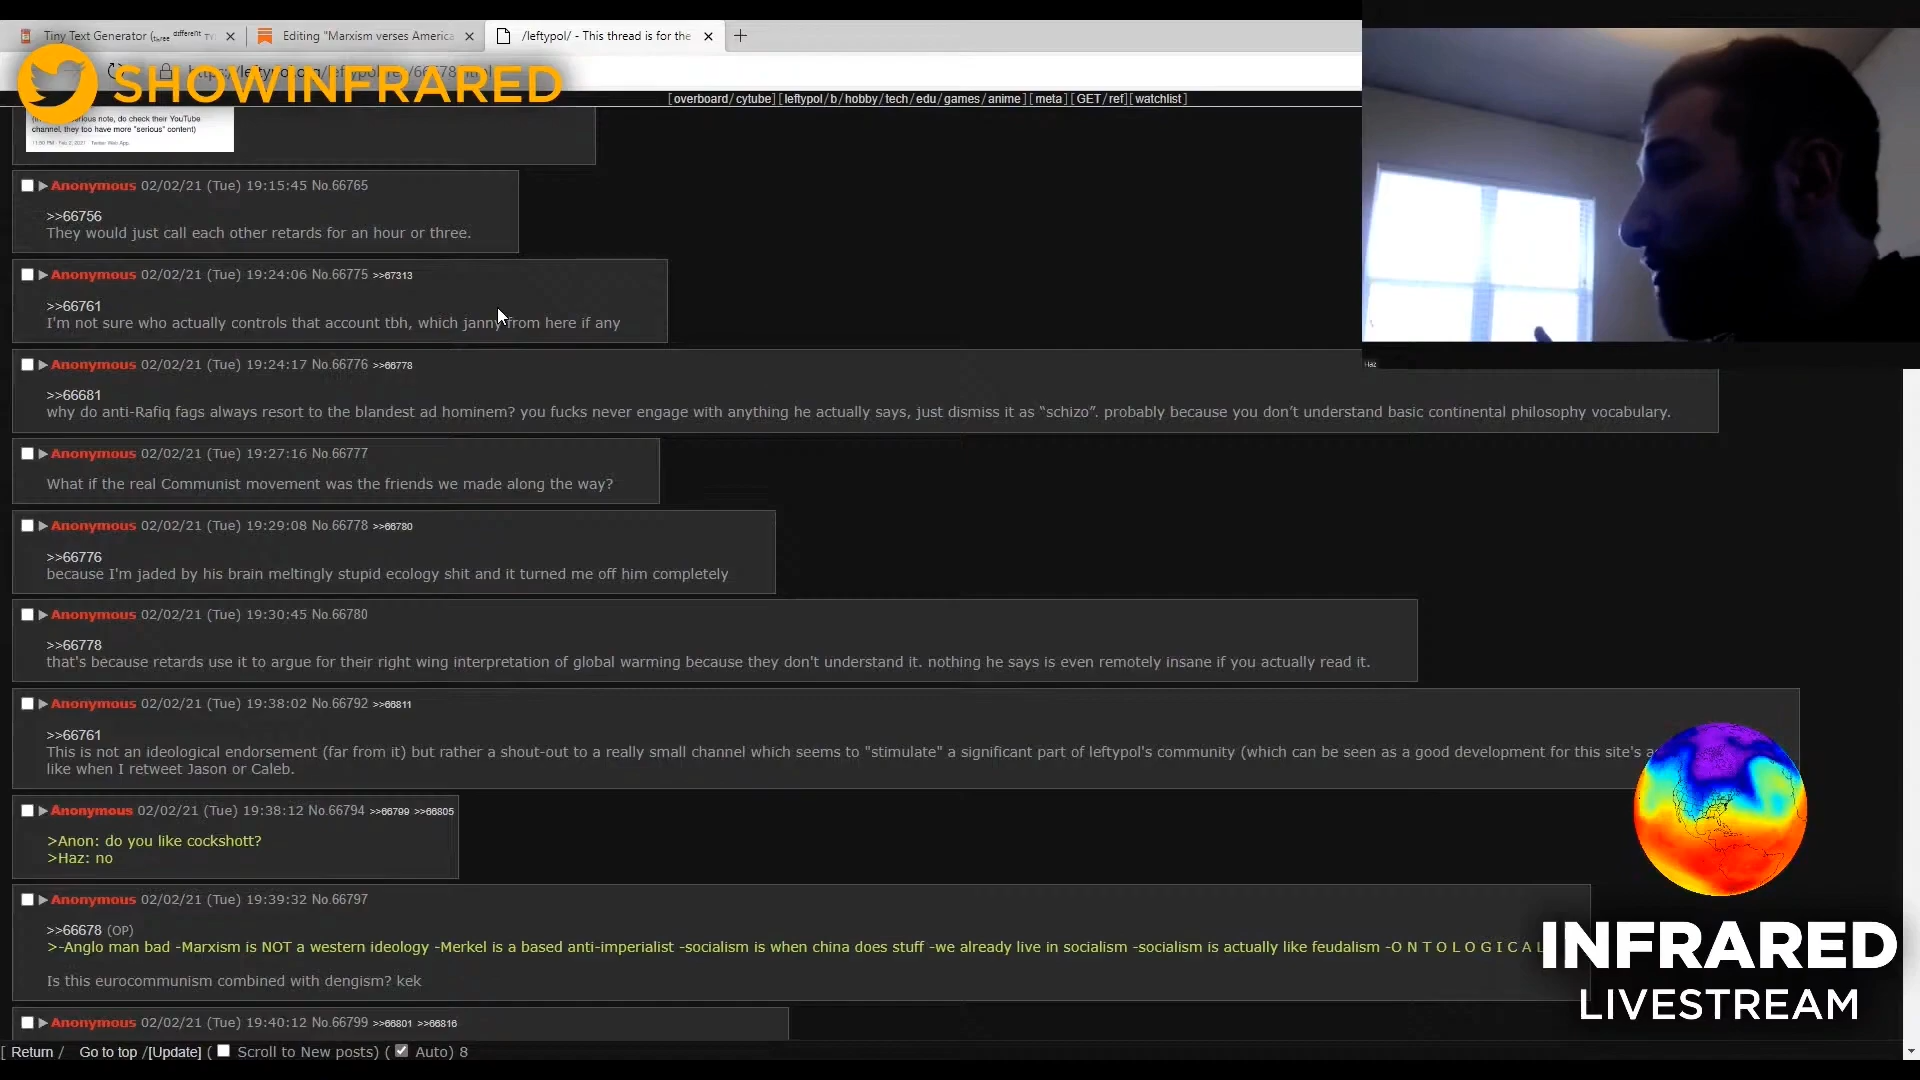 Tiny Text Generator (ₜₕᵣₑₑ ᵈⁱᶠᶠᵉʳᵉⁿᵗ
Editing "Marxism verses America
/leftypol/ - This thread is for the
SHOWINFRARED
[ overboard / cytube ] [ leftypol / b / hobby / tech / edu / games / anime ] [ meta ] [ GET / ref ] [ watchlist ]
serious note, do check their YouTube
channel, they too have more "serious" content)
11:50 PM · Feb 2, 2021 · Twitter Web App
Anonymous 02/02/21 (Tue) 19:15:45 No.66765
>>66756
They would just call each other retards for an hour or three.
Anonymous 02/02/21 (Tue) 19:24:06 No.66775 >>67313
>>66761
I'm not sure who actually controls that account tbh, which janny from here if any
Haz
Anonymous 02/02/21 (Tue) 19:24:17 No.66776 >>66778
>>66681
why do anti-Rafiq fags always resort to the blandest ad hominem? you fucks never engage with anything he actually says, just dismiss it as “schizo”. probably because you don’t understand basic continental philosophy vocabulary.
Anonymous 02/02/21 (Tue) 19:27:16 No.66777
What if the real Communist movement was the friends we made along the way?
Anonymous 02/02/21 (Tue) 19:29:08 No.66778 >>66780
>>66776
because I'm jaded by his brain meltingly stupid ecology shit and it turned me off him completely
Anonymous 02/02/21 (Tue) 19:30:45 No.66780
>>66778
that's because retards use it to argue for their right wing interpretation of global warming because they don't understand it. nothing he says is even remotely insane if you actually read it.
Anonymous 02/02/21 (Tue) 19:38:02 No.66792 >>66811
>>66761
This is not an ideological endorsement (far from it) but rather a shout-out to a really small channel which seems to "stimulate" a significant part of leftypol's community (which can be seen as a good development for this site's
like when I retweet Jason or Caleb.
Anonymous 02/02/21 (Tue) 19:38:12 No.66794 >>66799 >>66805
>Anon: do you like cockshott?
>Haz: no
Anonymous 02/02/21 (Tue) 19:39:32 No.66797
>>66678 (OP)
>-Anglo man bad -Marxism is NOT a western ideology -Merkel is a based anti-imperialist -socialism is when china does stuff -we already live in socialism -socialism is actually like feudalism -O N T O L O G I C A L
Is this eurocommunism combined with dengism? kek
INFRARED
LIVESTREAM
Anonymous 02/02/21 (Tue) 19:40:12 No.66799 >>66801 >>66816
[ Return / Go to top /[Update] ( Scroll to New posts) ( Auto) 8